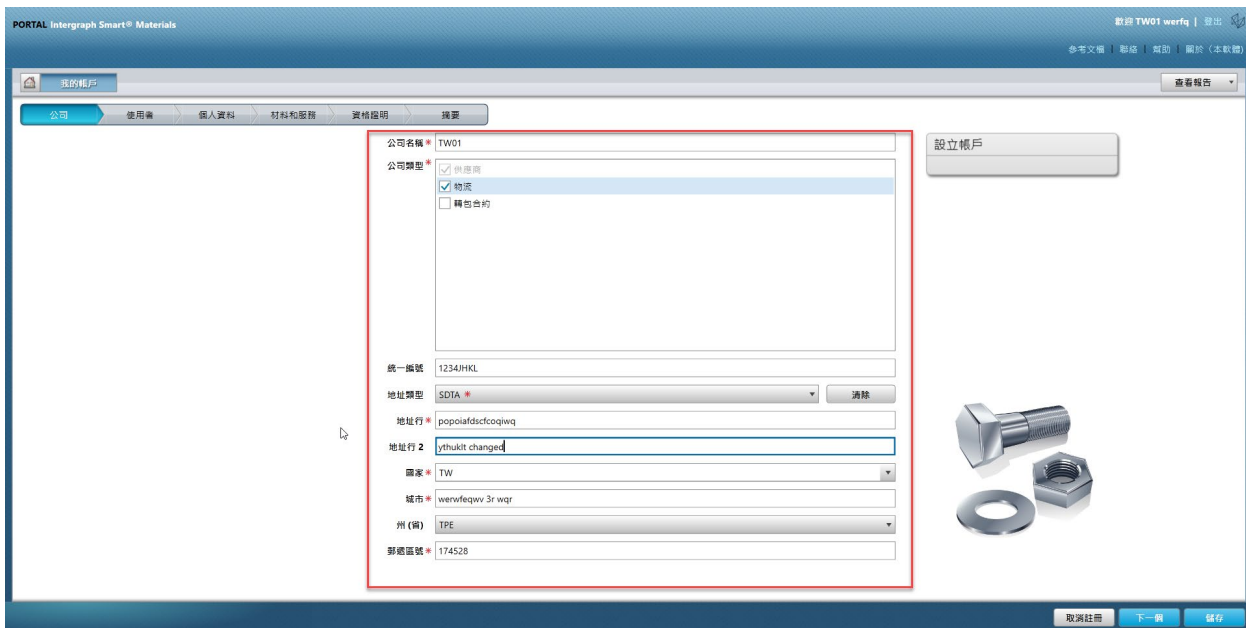 PORTAL Intergraph Smart® Materials
歡迎 TW01 werfq | 登出
參考文檔 | 聯絡 | 幫助 | 關於（本軟體)
我的帳戶
查看報告
公司 使用者 個人資料 材料和服務 資格證明 摘要
公司名稱* TW01
設立帳戶
公司類型*
供應商
物流
轉包合約
統一編號 1234JHKL
地址類型 SDTA * 清除
地址行* popoiafdscfcoqiwq
地址行 2 ythuklt changed
國家* TW
城市* werwfeqwv 3r wqr
州 (省) TPE
郵遞區號* 174528
取消註冊 下一個 儲存